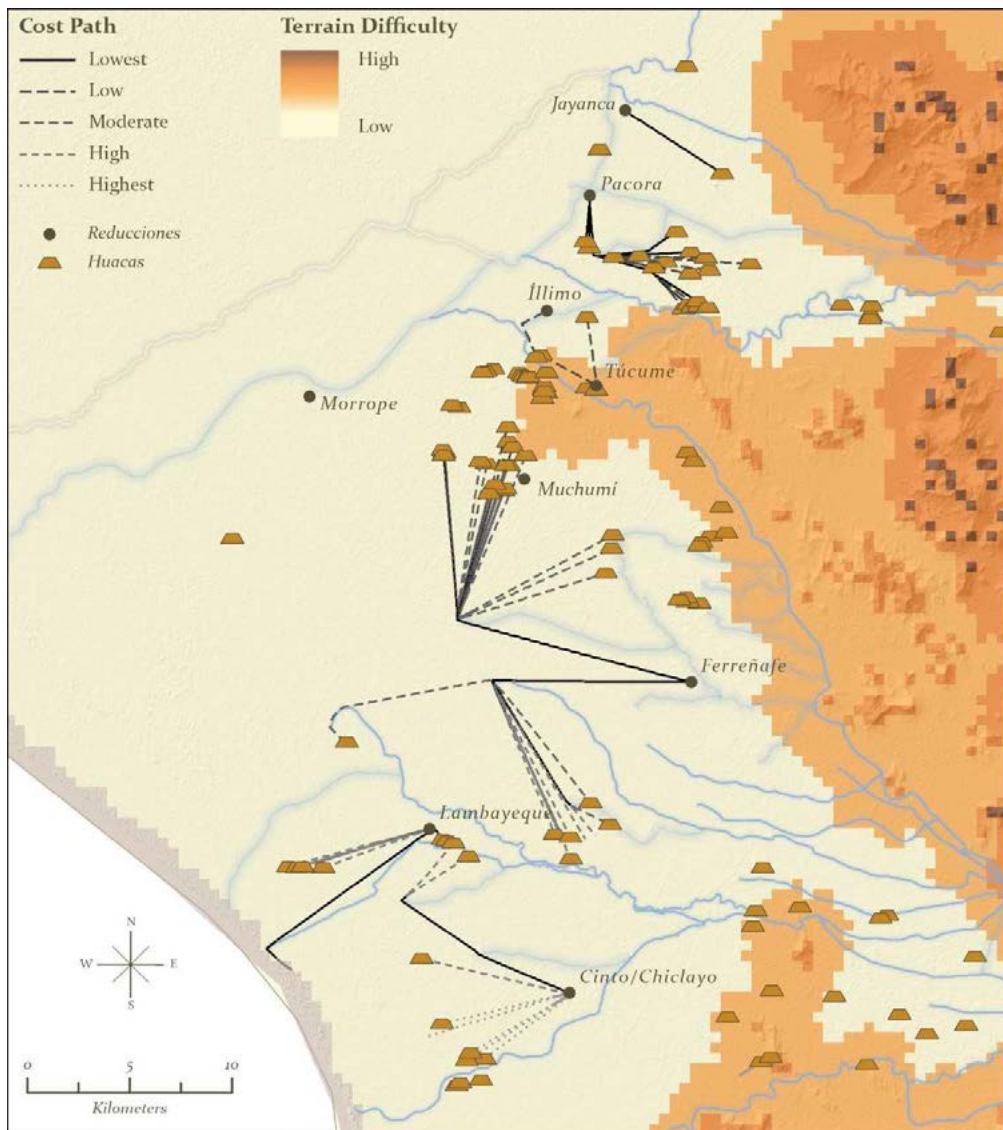 Cost Path
Lowest
Low
Moderate
High
Highest
Reducciones
Huacas
Terrain Difficulty
High
Low
Jayanca
Pacora
Íllimo
Túcume
Morrope
Muchumí
Ferreñafe
Lambayeque
Cinto/Chiclayo
N
W E
S
0 5 10
Kilometers